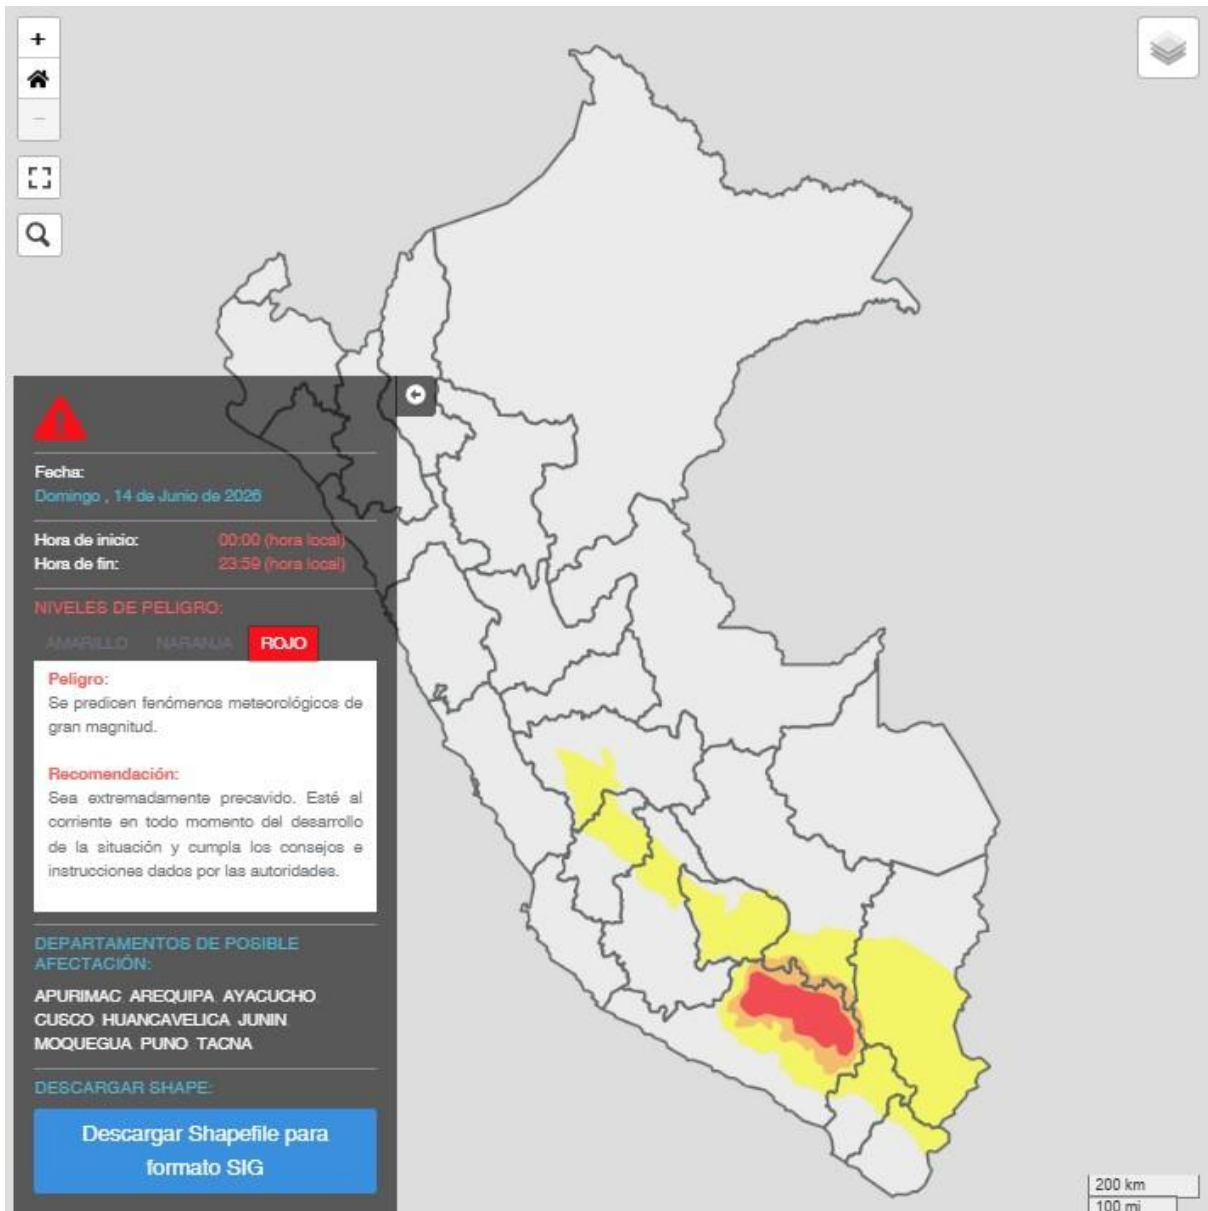 +
−
Fecha:
Domingo , 14 de Junio de 2026
Hora de inicio: 00:00 (hora local)
Hora de fin: 23:59 (hora local)
NIVELES DE PELIGRO:
AMARILLO NARANJA ROJO
Peligro:
Se predicen fenómenos meteorológicos de
gran magnitud.
Recomendación:
Sea extremadamente precavido. Esté al
corriente en todo momento del desarrollo
de la situación y cumpla los consejos e
instrucciones dados por las autoridades.
DEPARTAMENTOS DE POSIBLE
AFECTACIÓN:
APURIMAC AREQUIPA AYACUCHO
CUSCO HUANCAVELICA JUNIN
MOQUEGUA PUNO TACNA
DESCARGAR SHAPE:
Descargar Shapefile para
formato SIG
200 km
100 mi